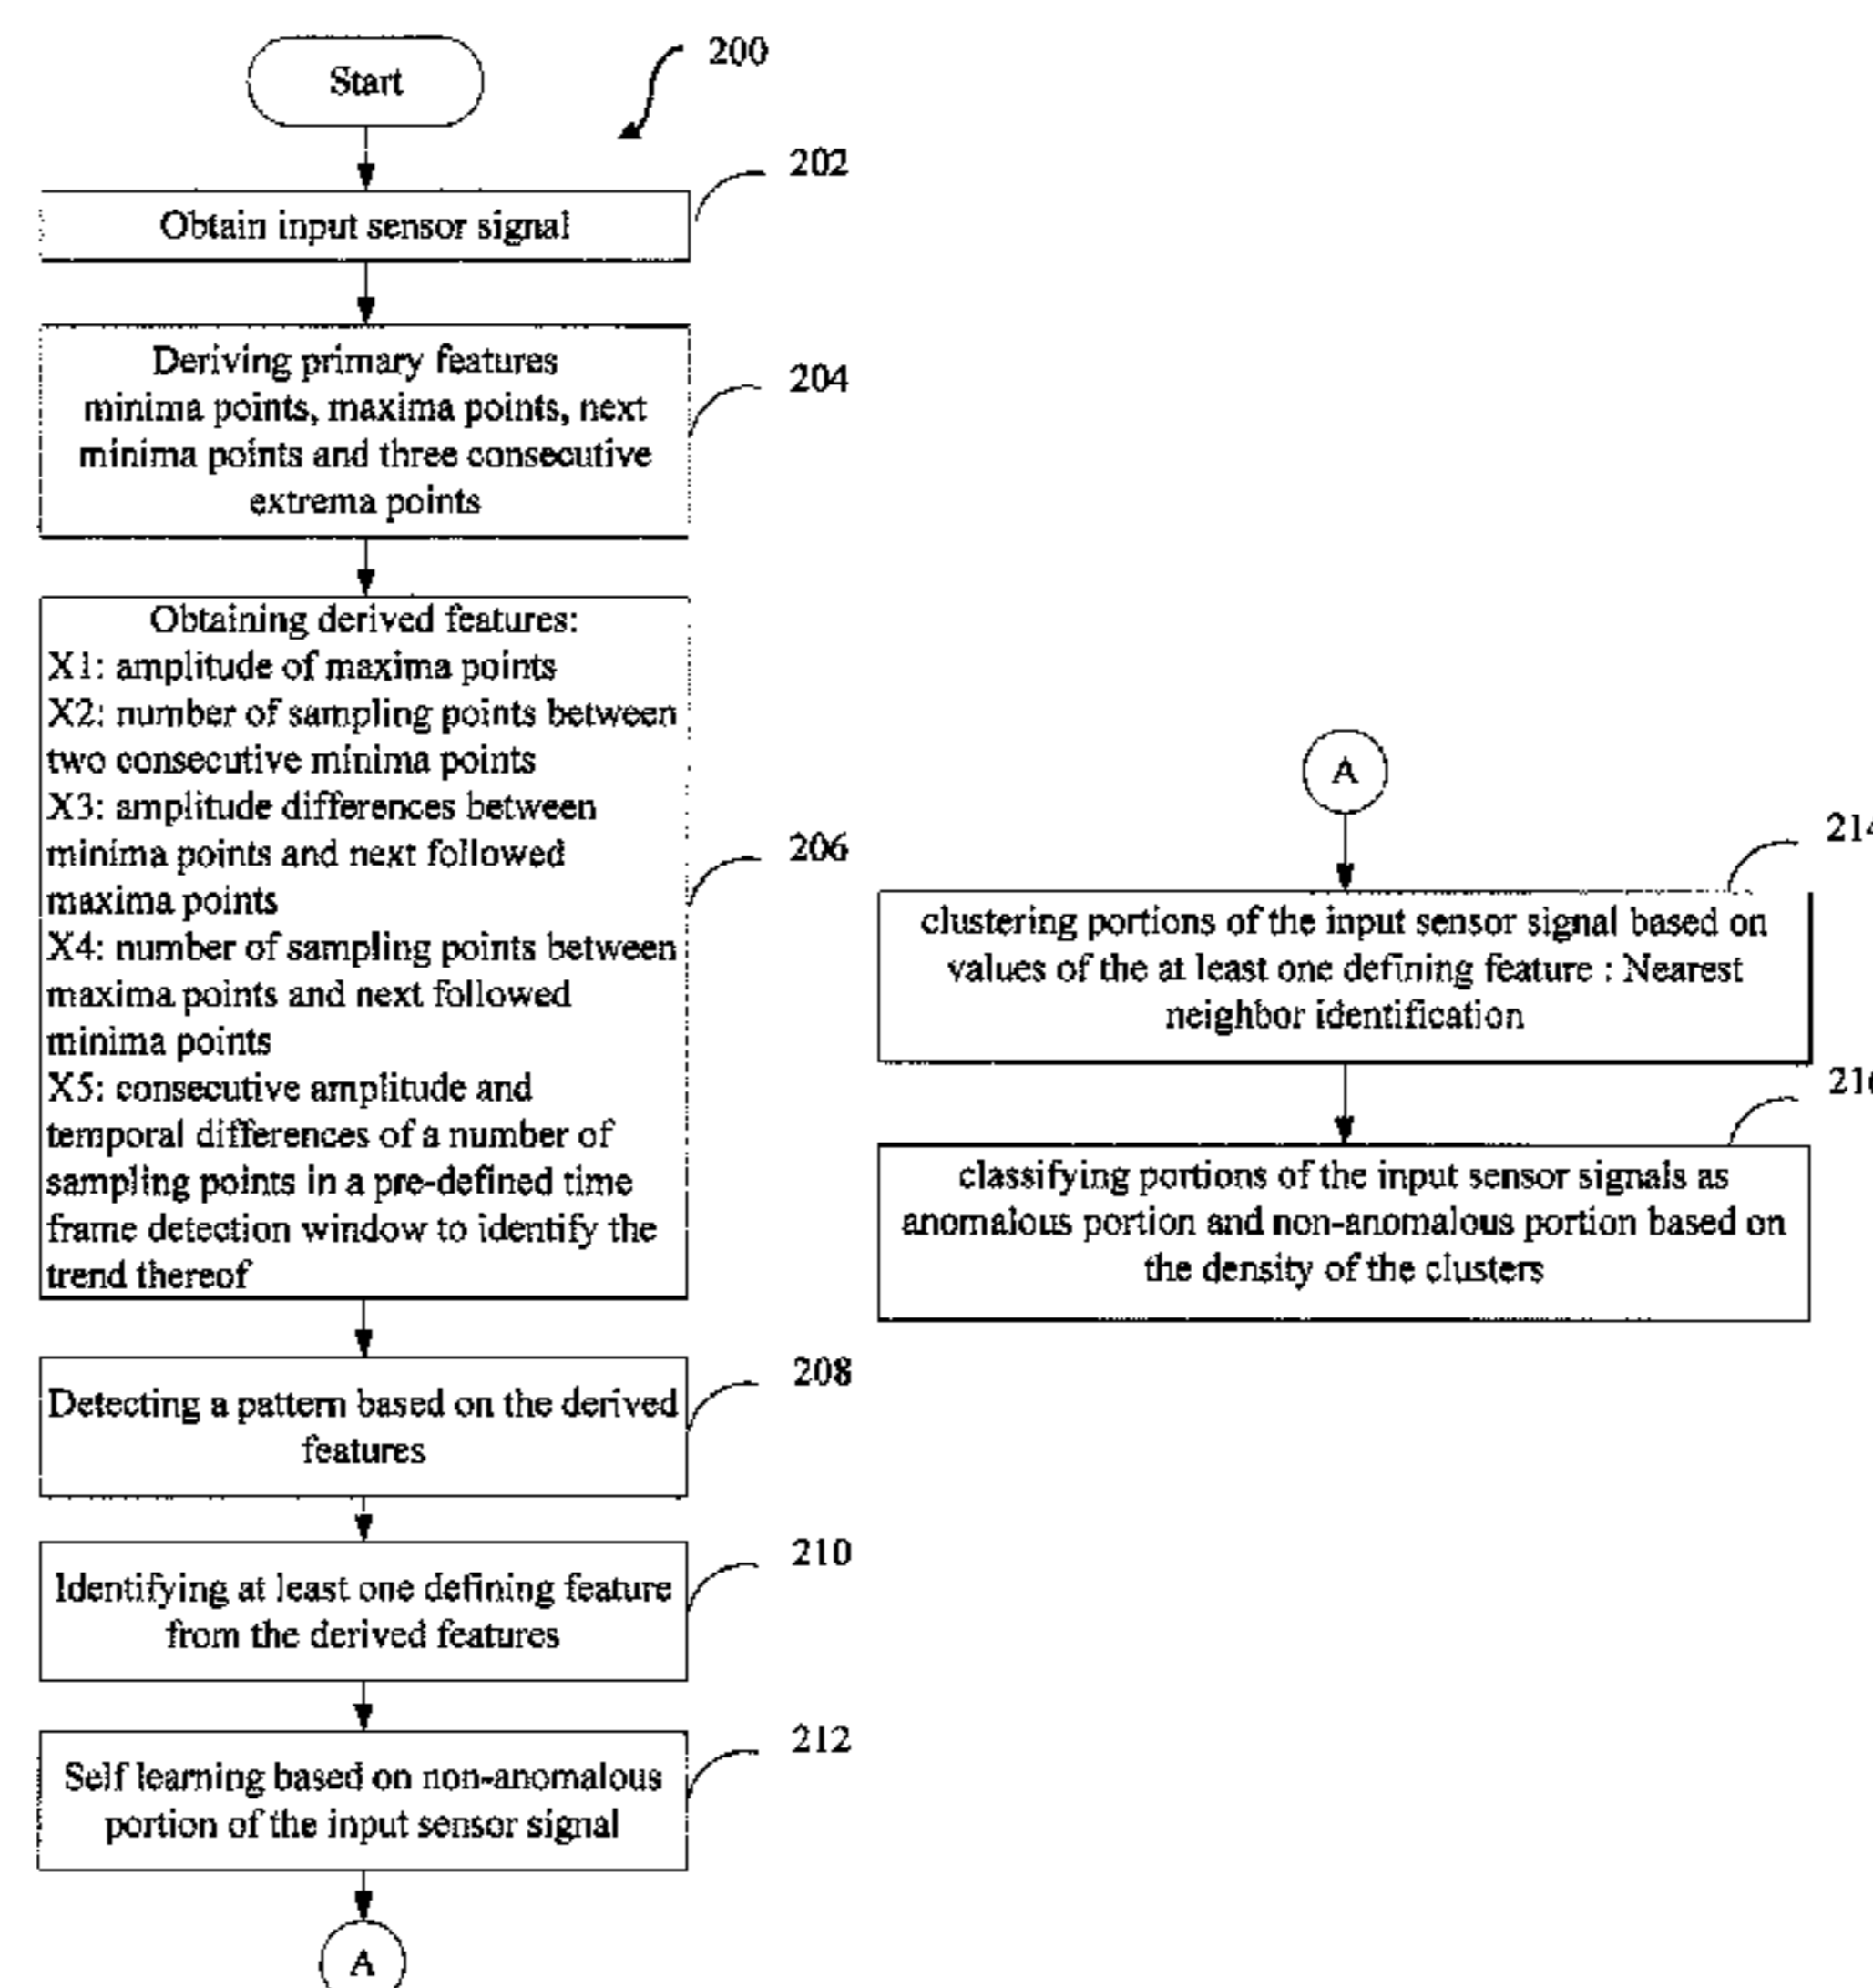 Start
200
202
Obtain input sensor signal
Deriving primary features
minima points, maxima points, next
minima points and three consecutive
extrema points
204
Obtaining derived features:
X1: amplitude of maxima points
X2: number of sampling points between
two consecutive minima points
X3: amplitude differences between
minima points and next followed
maxima points
X4: number of sampling points between
maxima points and next followed
minima points
X5: consecutive amplitude and
temporal differences of a number of
sampling points in a pre-defined time
frame detection window to identify the
trend thereof
206
Detecting a pattern based on the derived
features
208
Identifying at least one defining feature
from the derived features
210
Self learning based on non-anomalous
portion of the input sensor signal
212
A
A
clustering portions of the input sensor signal based on
values of the at least one defining feature : Nearest
neighbor identification
classifying portions of the input sensor signals as
anomalous portion and non-anomalous portion based on
the density of the clusters